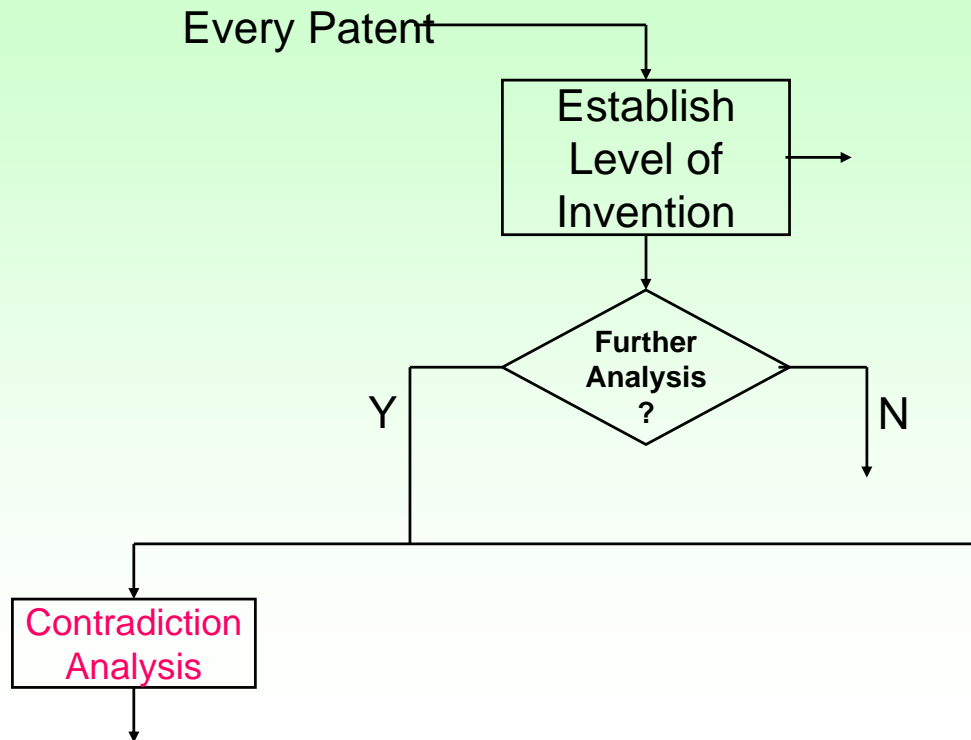 Every Patent
Establish
Level of
Invention
Further
Analysis
?
Y
N
Contradiction
Analysis